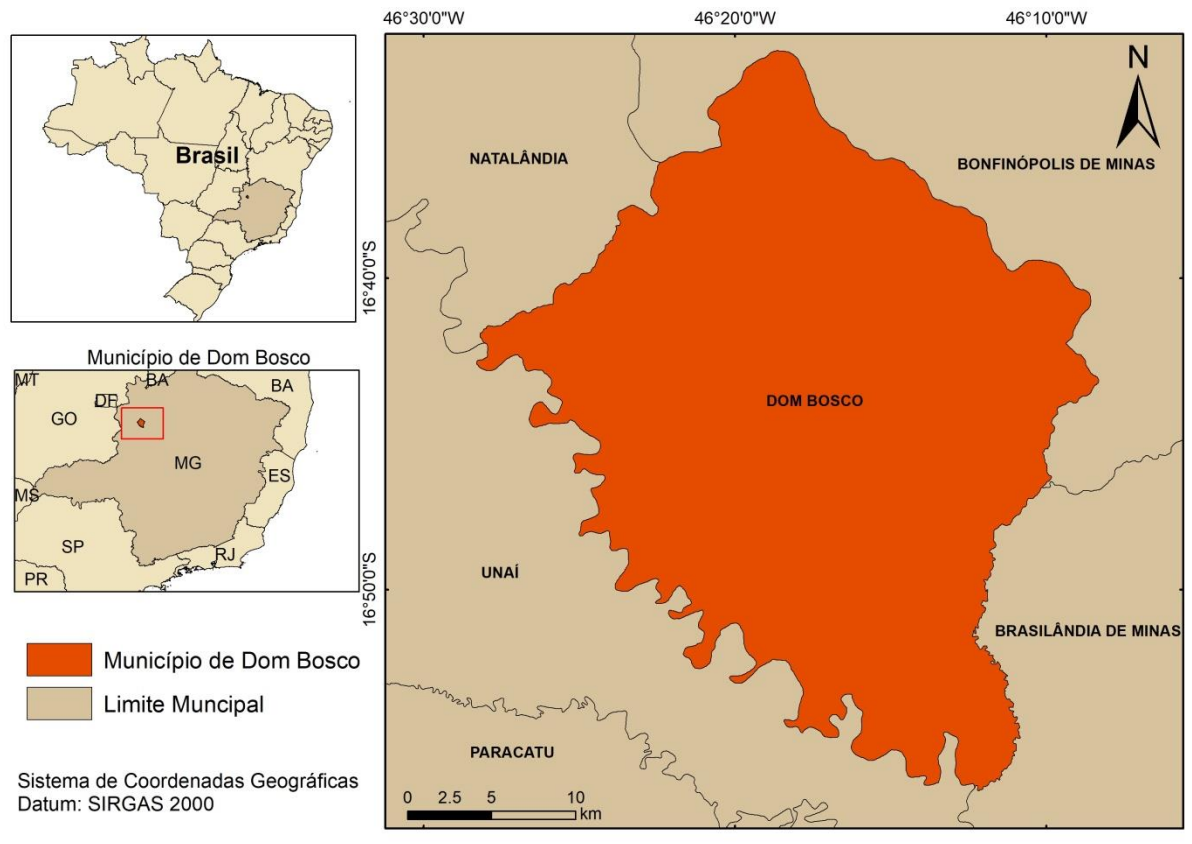 Brasil
Município de Dom Bosco
MT
BA
BA
DF
GO
MG
ES
MS
SP
RJ
PR
Município de Dom Bosco
Limite Muncipal
Sistema de Coordenadas Geográficas
Datum: SIRGAS 2000
46°30'0"W
46°20'0"W
46°10'0"W
16°40'0"S
16°50'0"S
N
NATALÂNDIA
BONFINÓPOLIS DE MINAS
DOM BOSCO
UNAÍ
BRASILÂNDIA DE MINAS
PARACATU
0 2.5 5 10
km